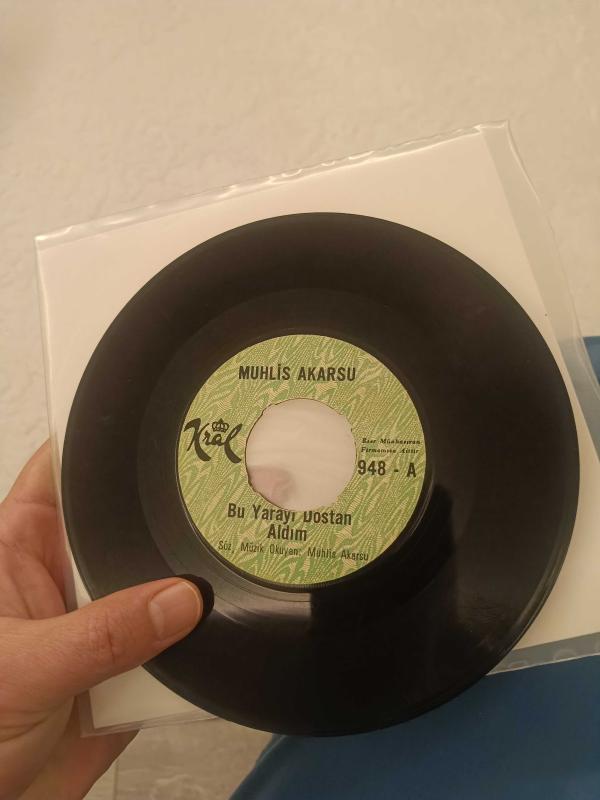 MUHLİS AKARSU
Kral
Eser Münhasıran
Firmamıza Aittir
948 - A
Bu Yarayı Dostan
Aldım
Söz, Müzik Okuyan: Muhlis Akarsu